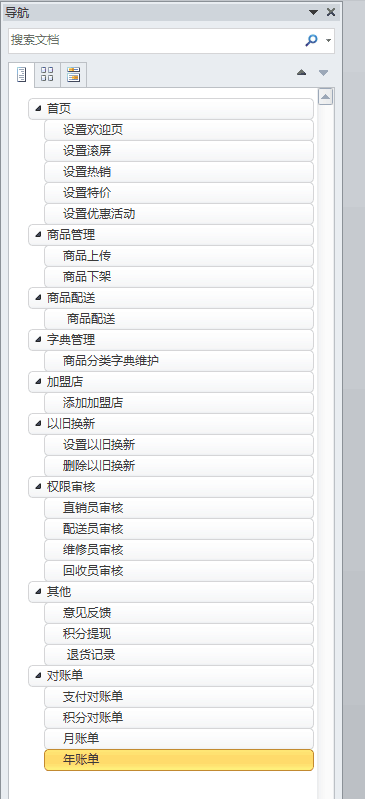 导航
搜索文档
首页
设置欢迎页
设置滚屏
设置热销
设置特价
设置优惠活动
商品管理
商品上传
商品下架
商品配送
商品配送
字典管理
商品分类字典维护
加盟店
添加加盟店
以旧换新
设置以旧换新
删除以旧换新
权限审核
直销员审核
配送员审核
维修员审核
回收员审核
其他
意见反馈
积分提现
退货记录
对账单
支付对账单
积分对账单
月账单
年账单